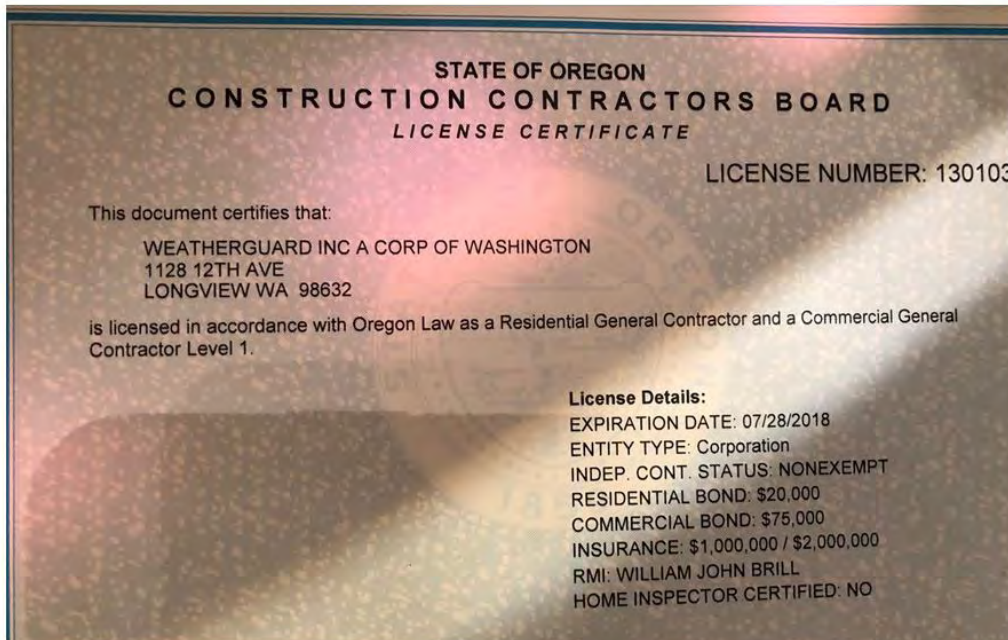 STATE OF OREGON
CONSTRUCTION CONTRACTORS BOARD
LICENSE CERTIFICATE
LICENSE NUMBER: 130103
This document certifies that:
WEATHERGUARD INC A CORP OF WASHINGTON
1128 12TH AVE
LONGVIEW WA 98632
is licensed in accordance with Oregon Law as a Residential General Contractor and a Commercial General
Contractor Level 1.
License Details:
EXPIRATION DATE: 07/28/2018
ENTITY TYPE: Corporation
INDEP. CONT. STATUS: NONEXEMPT
RESIDENTIAL BOND: $20,000
COMMERCIAL BOND: $75,000
INSURANCE: $1,000,000 / $2,000,000
RMI: WILLIAM JOHN BRILL
HOME INSPECTOR CERTIFIED: NO